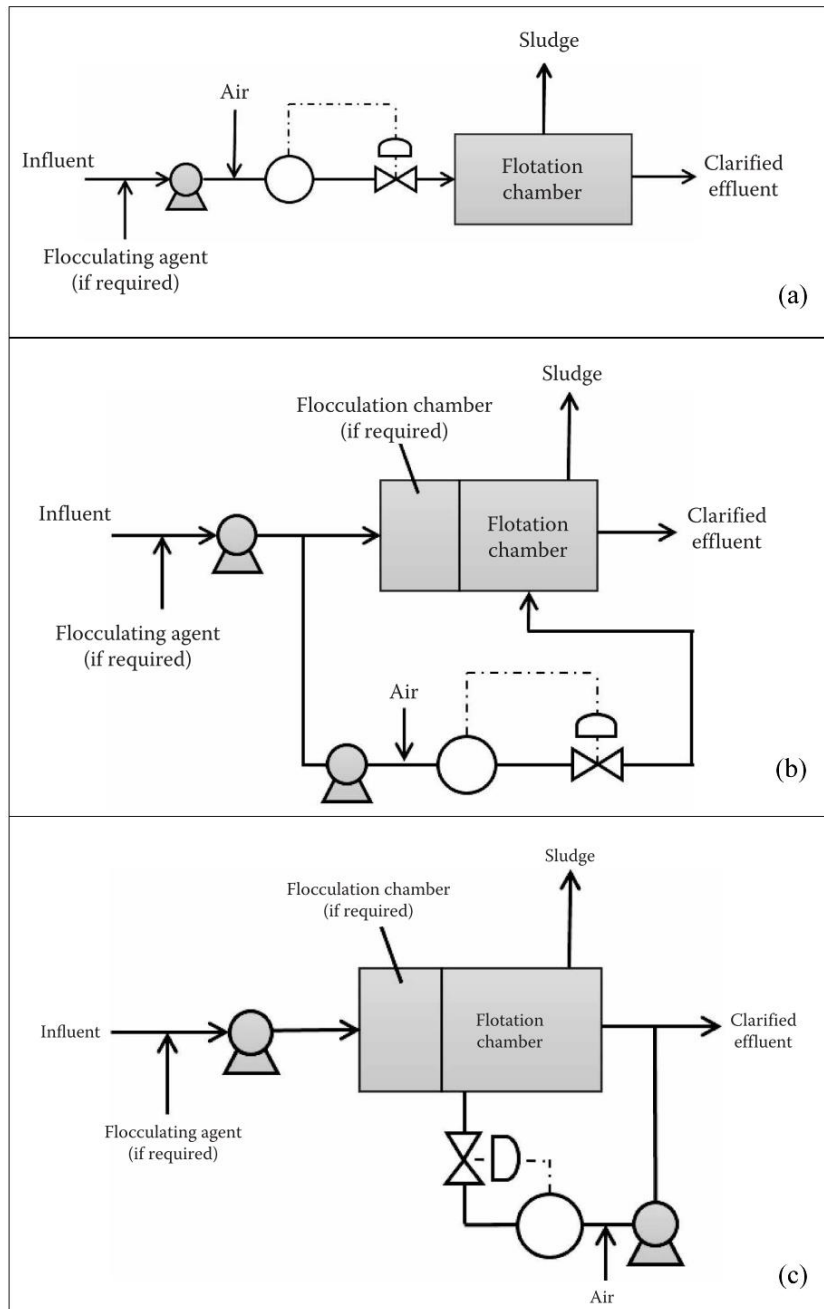 Sludge
Air
Influent
Flotation
chamber
Clarified
effluent
Flocculating agent
(if required)
(a)
Sludge
Flocculation chamber
(if required)
Influent
Flotation
chamber
Clarified
effluent
Flocculating agent
(if required)
Air
(b)
Sludge
Flocculation chamber
(if required)
Influent
Flotation
chamber
Clarified
effluent
Flocculating agent
(if required)
Air
(c)